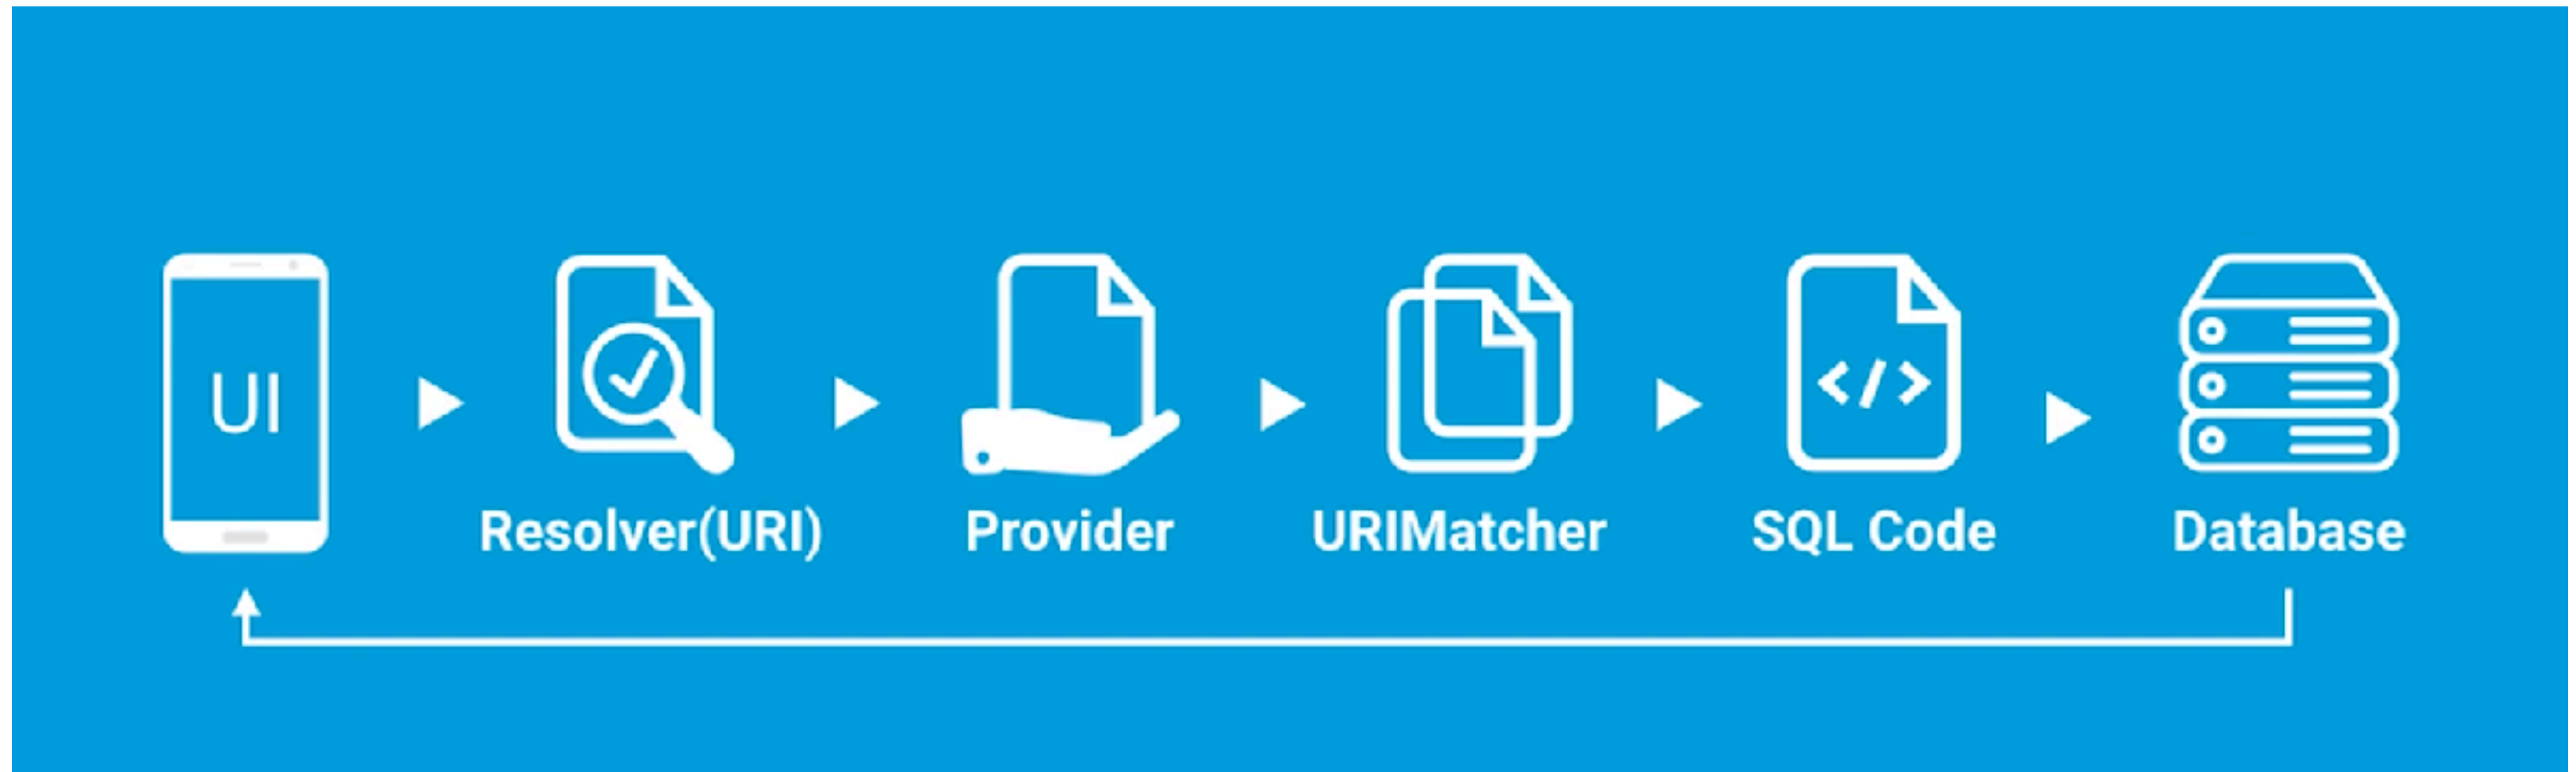 UI
Resolver(URI)
Provider
URIMatcher
</>
SQL Code
Database